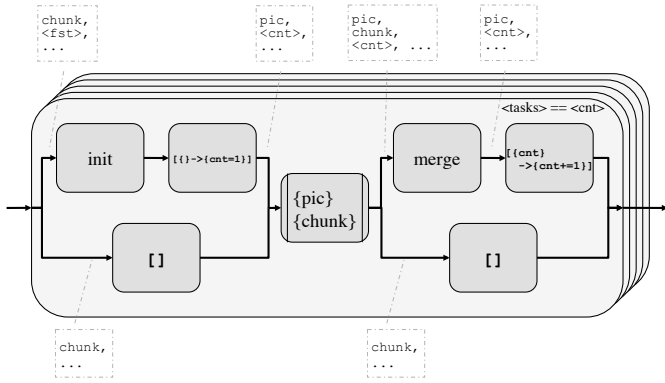 chunk,
<fst>,
...
pic,
<cnt>,
...
pic,
chunk,
<cnt>, ...
pic,
<cnt>,
...
<tasks> == <cnt>
init
[{}->{cnt=1}]
{pic}
{chunk}
merge
[{cnt}
->{cnt+=1}]
[]
[]
chunk,
...
chunk,
...